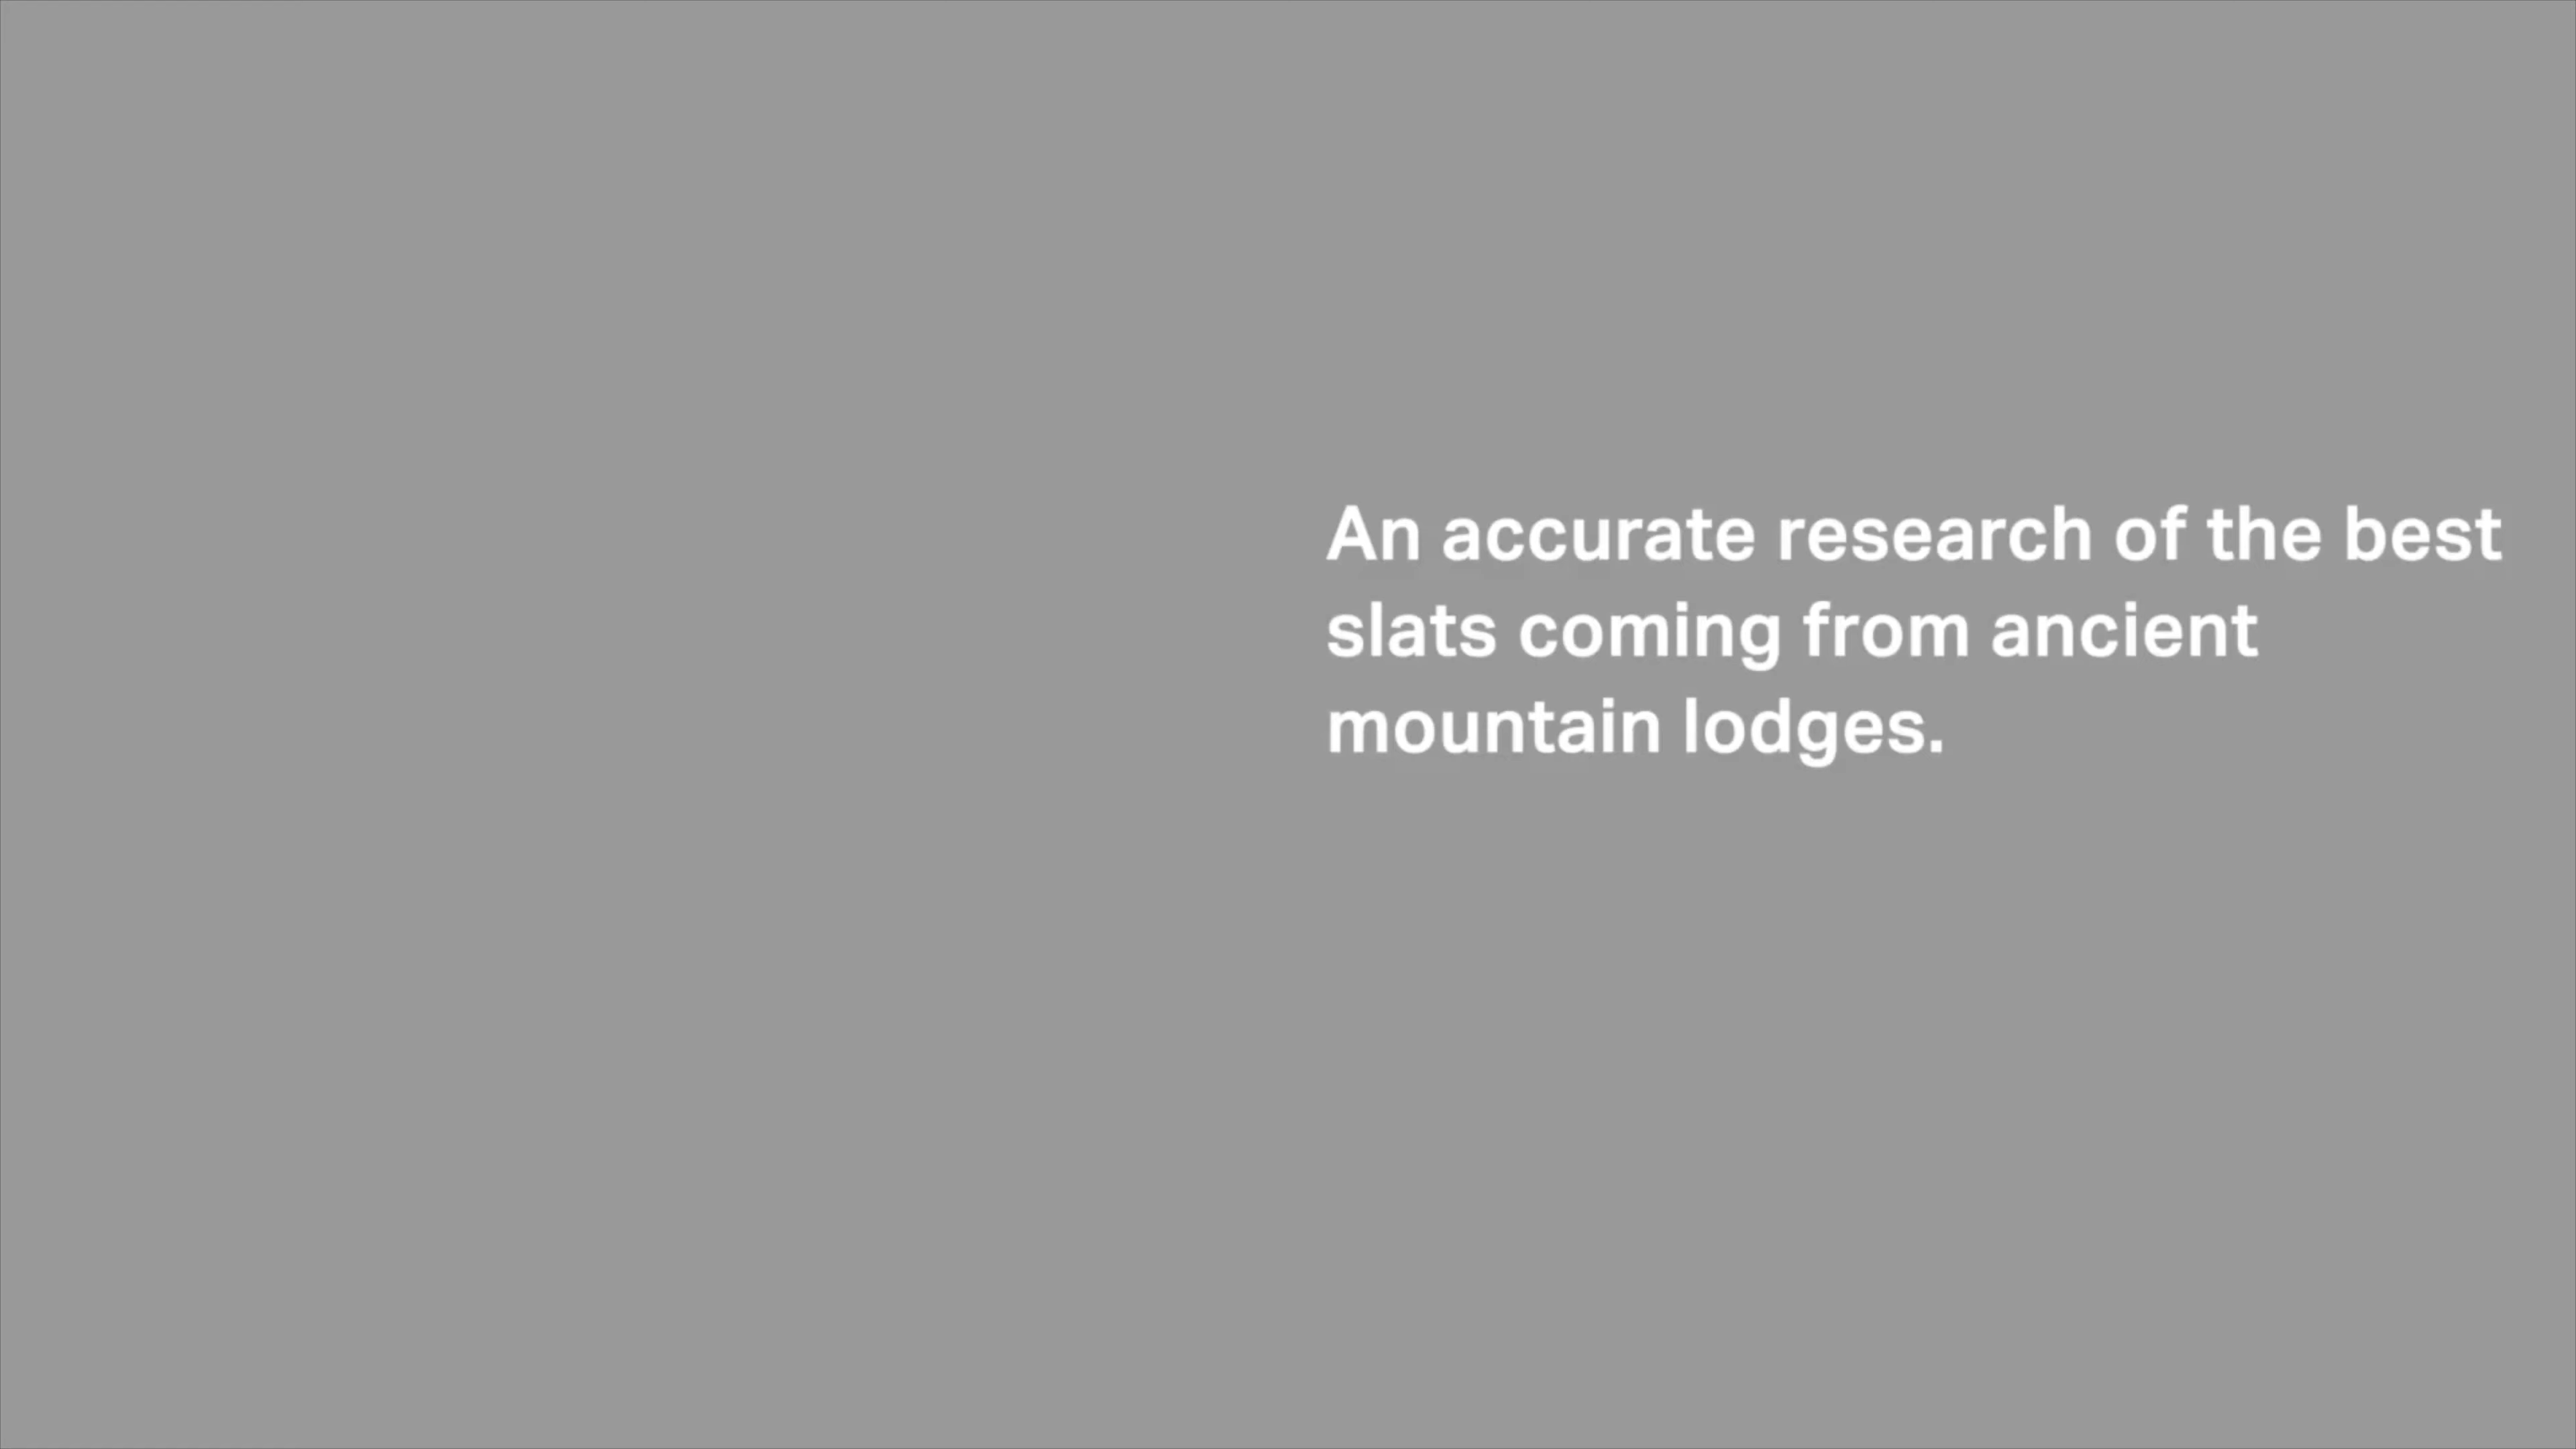 An accurate research of the best
slats coming from ancient
mountain lodges.